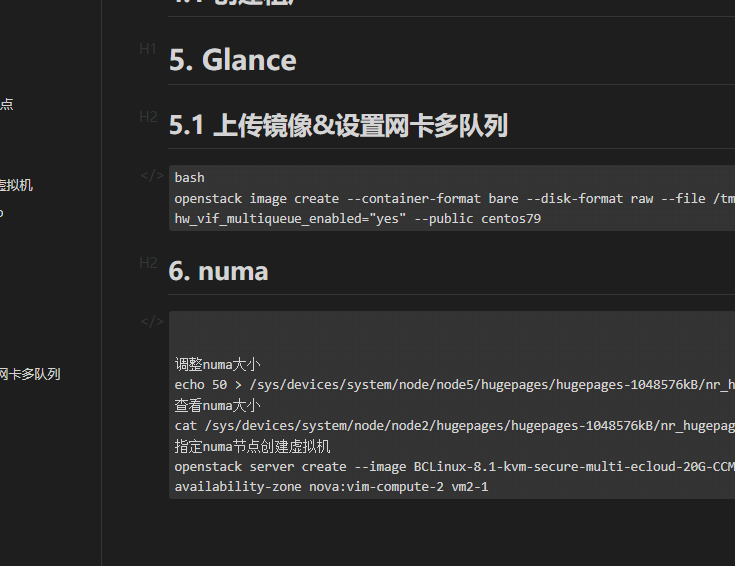 H1
5. Glance
点
H2
5.1 上传镜像&设置网卡多队列
</>
bash
虚拟机
openstack image create --container-format bare --disk-format raw --file /tm
hw_vif_multiqueue_enabled="yes" --public centos79
H2
6. numa
</>
调整numa大小
网卡多队列
echo 50 > /sys/devices/system/node/node5/hugepages/hugepages-1048576kB/nr_h
查看numa大小
cat /sys/devices/system/node/node2/hugepages/hugepages-1048576kB/nr_hugepag
指定numa节点创建虚拟机
openstack server create --image BCLinux-8.1-kvm-secure-multi-ecloud-20G-CCM
availability-zone nova:vim-compute-2 vm2-1